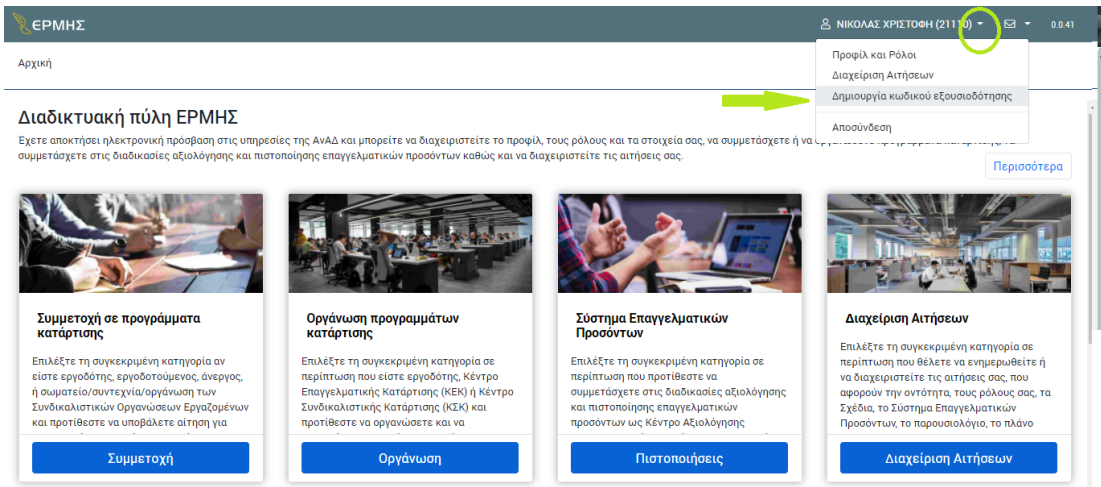 ΕΡΜΗΣ
ΝΙΚΟΛΑΣ ΧΡΙΣΤΟΦΗ (21110)
0.0.41
Προφίλ και Ρόλοι
Διαχείριση Αιτήσεων
Δημιουργία κωδικού εξουσιοδότησης
Αποσύνδεση
Αρχική
Διαδικτυακή πύλη ΕΡΜΗΣ
Έχετε αποκτήσει ηλεκτρονική πρόσβαση στις υπηρεσίες της ΑνΑΔ και μπορείτε να διαχειριστείτε το προφίλ, τους ρόλους και τα στοιχεία σας, να συμμετάσχετε ή να
συμμετάσχετε στις διαδικασίες αξιολόγησης και πιστοποίησης επαγγελματικών προσόντων καθώς και να διαχειριστείτε τις αιτήσεις σας.
Περισσότερα
Συμμετοχή σε προγράμματα
κατάρτισης
Επιλέξτε τη συγκεκριμένη κατηγορία αν
είστε εργοδότης, εργοδοτούμενος, άνεργος,
ή σωματείο/συντεχνία/οργάνωση των
Συνδικαλιστικών Οργανώσεων Εργαζομένων
και προτίθεστε να υποβάλετε αίτηση για
Συμμετοχή
Οργάνωση προγραμμάτων
κατάρτισης
Επιλέξτε τη συγκεκριμένη κατηγορία σε
περίπτωση που είστε εργοδότης, Κέντρο
Επαγγελματικής Κατάρτισης (ΚΕΚ) ή Κέντρο
Συνδικαλιστικής Κατάρτισης (ΚΣΚ) και
προτίθεστε να οργανώσετε και να
Οργάνωση
Σύστημα Επαγγελματικών
Προσόντων
Επιλέξτε τη συγκεκριμένη κατηγορία σε
περίπτωση που προτίθεστε να
συμμετάσχετε στις διαδικασίες αξιολόγησης
και πιστοποίησης επαγγελματικών
προσόντων ως Κέντρο Αξιολόγησης
Πιστοποιήσεις
Διαχείριση Αιτήσεων
Επιλέξτε τη συγκεκριμένη κατηγορία σε
περίπτωση που θέλετε να ενημερωθείτε ή
να διαχειριστείτε τις αιτήσεις σας, που
αφορούν την οντότητα, τους ρόλους σας, τα
Σχέδια, το Σύστημα Επαγγελματικών
Προσόντων, το παρουσιολόγιο, το πλάνο
Διαχείριση Αιτήσεων